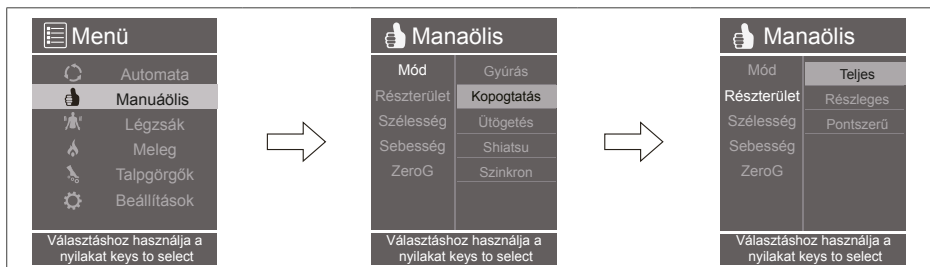 Menü
Automata
Manuáölis
Légzsák
Meleg
Talpgörgők
Beállítások
Választáshoz használja a
nyilakat keys to select
Manaölis
Mód
Részterület
Szélesség
Sebesség
ZeroG
Gyúrás
Kopogtatás
Ütögetés
Shiatsu
Szinkron
Választáshoz használja a
nyilakat keys to select
Manaölis
Mód
Részterület
Szélesség
Sebesség
ZeroG
Teljes
Részleges
Pontszerű
Választáshoz használja a
nyilakat keys to select